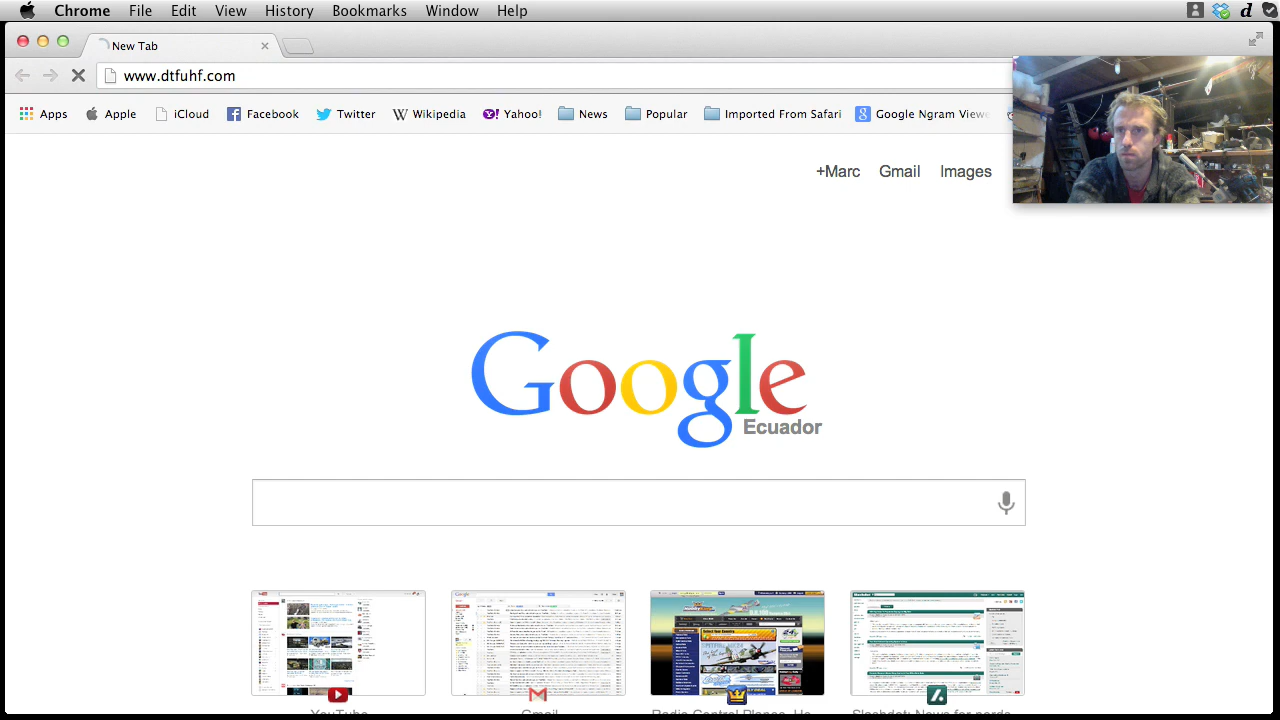 Chrome File Edit View History Bookmarks Window Help d
New Tab
www.dtfuhf.com
Apps Apple iCloud Facebook Twitter Wikipedia Yahoo! News Popular Imported From Safari Google Ngram View
+Marc Gmail Images
Google
Ecuador
YouTube Gmail Radio Control Planes, He Slashdot: News for nerds